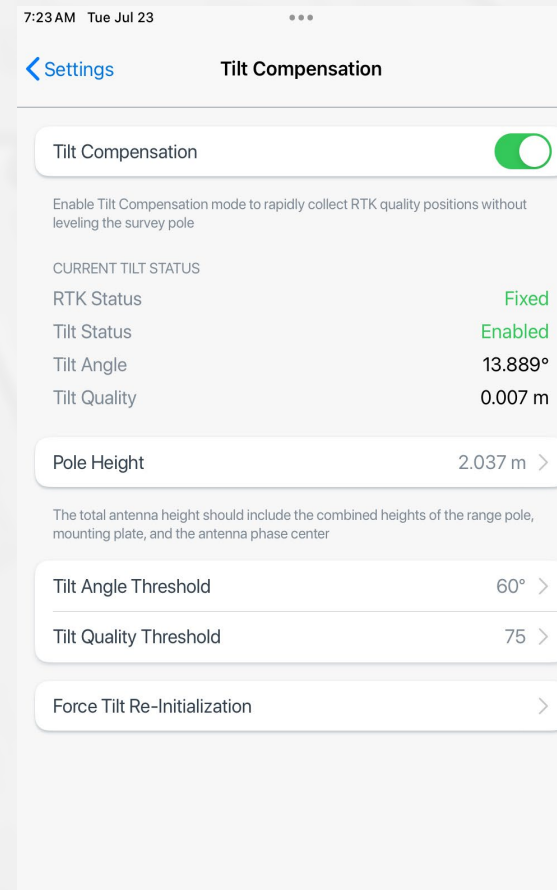 7:23 AM Tue Jul 23
Settings
Tilt Compensation
Tilt Compensation
Enable Tilt Compensation mode to rapidly collect RTK quality positions without
leveling the survey pole
CURRENT TILT STATUS
RTK Status Fixed
Tilt Status Enabled
Tilt Angle 13.889°
Tilt Quality 0.007 m
Pole Height 2.037 m
The total antenna height should include the combined heights of the range pole,
mounting plate, and the antenna phase center
Tilt Angle Threshold 60°
Tilt Quality Threshold 75
Force Tilt Re-Initialization